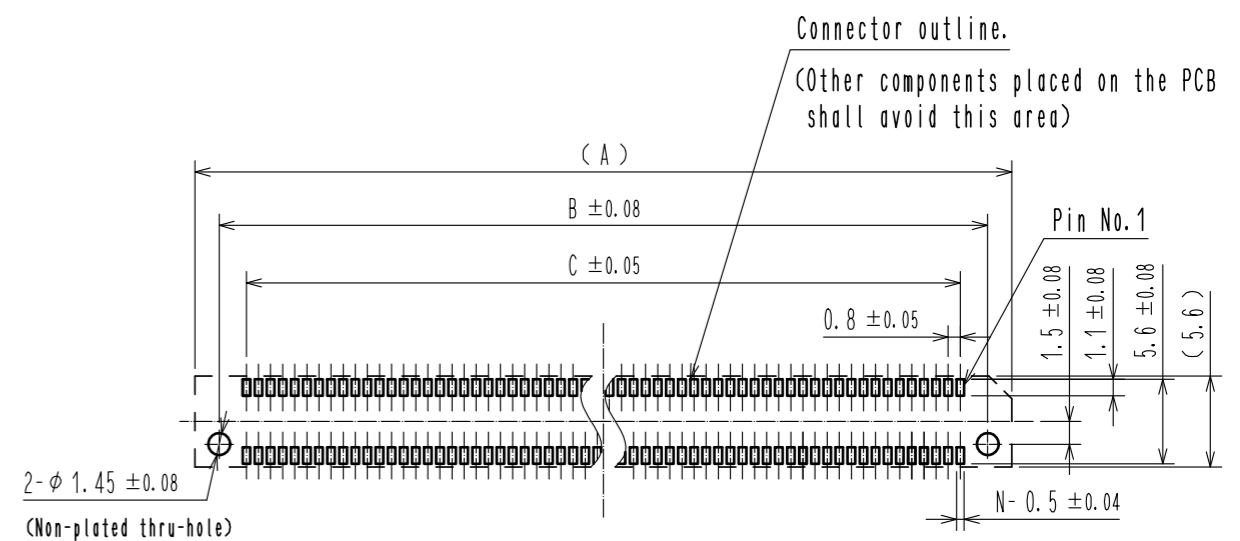 Connector outline.
(Other components placed on the PCB
shall avoid this area)
(A)
B ±0.08
Pin No.1
C ±0.05
0.8 ±0.05
1.5 ±0.08
1.1 ±0.08
5.6 ±0.08
(5.6)
2-ϕ 1.45 ±0.08
(Non-plated thru-hole)
N- 0.5 ±0.04